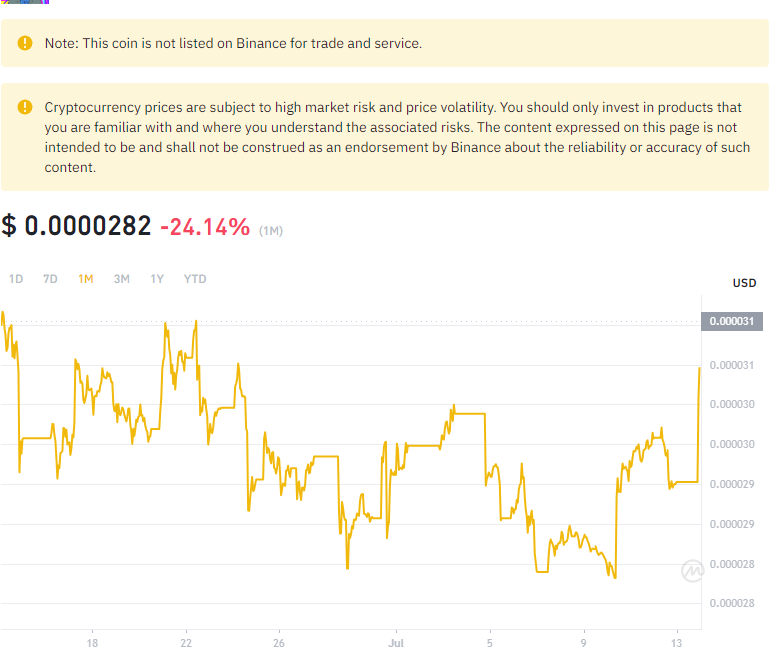 Note: This coin is not listed on Binance for trade and service.
Cryptocurrency prices are subject to high market risk and price volatility. You should only invest in products that
you are familiar with and where you understand the associated risks. The content expressed on this page is not
intended to be and shall not be construed as an endorsement by Binance about the reliability or accuracy of such
content.
$ 0.0000282 -24.14% (1M)
1D 7D 1M 3M 1Y YTD
USD
0.000031
0.000031
0.000030
0.000030
0.000029
0.000029
0.000028
0.000028
18 22 26 Jul 5 9 13